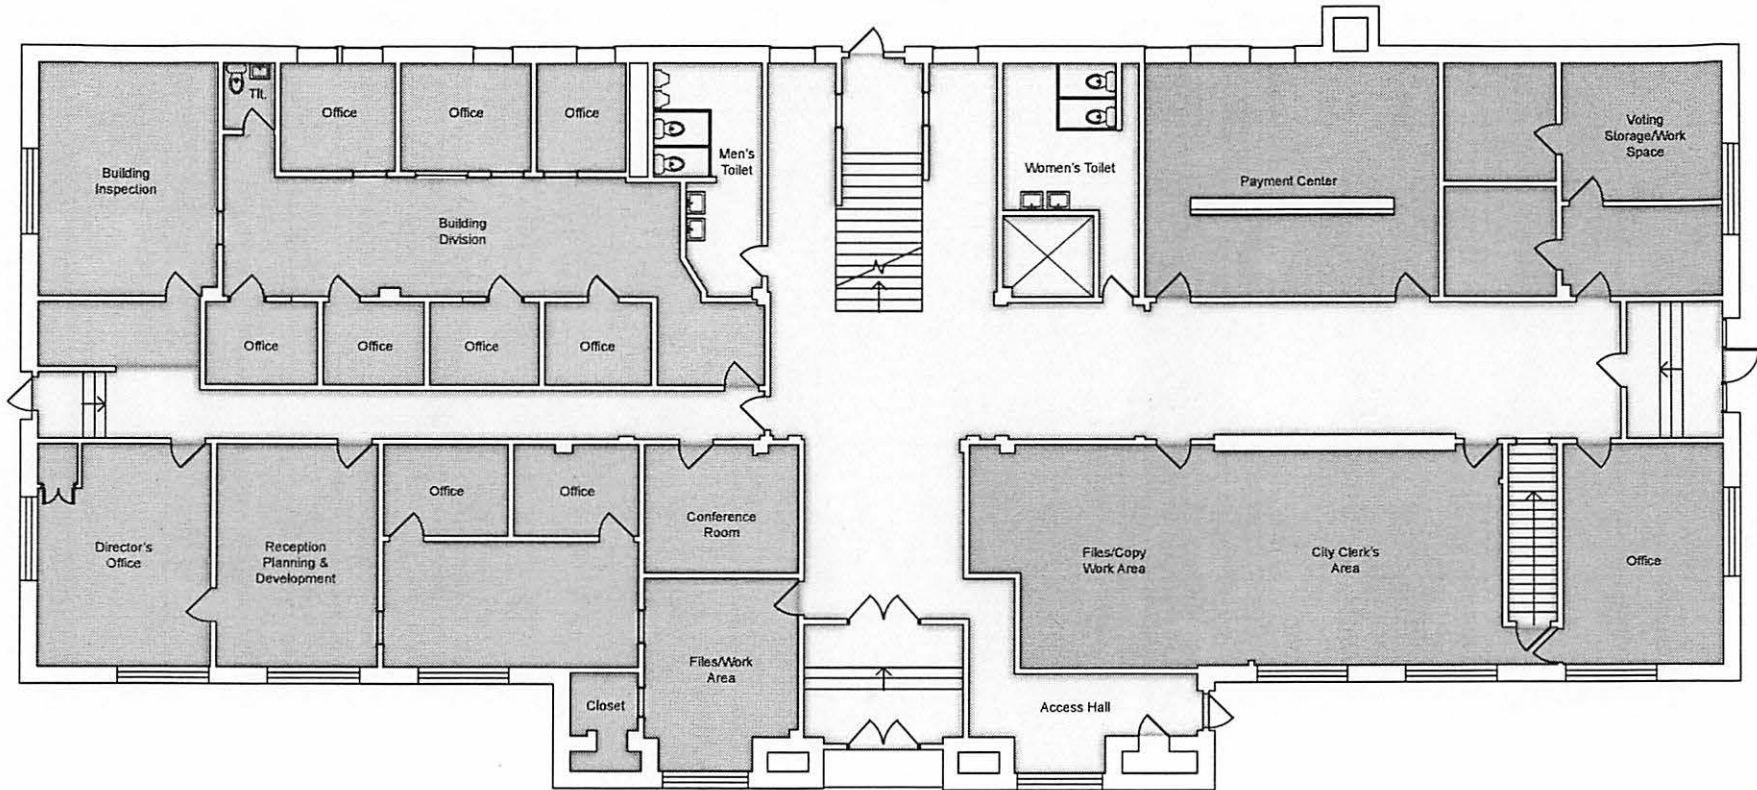 Tlt.
Office
Office
Office
Men's
Toilet
Women's Toilet
Payment Center
Voting
Storage/Work
Space
Building
Inspection
Building
Division
Office
Office
Office
Office
Director's
Office
Reception
Planning &
Development
Office
Office
Conference
Room
Files/Copy
Work Area
City Clerk's
Area
Office
Files/Work
Area
Closet
Access Hall